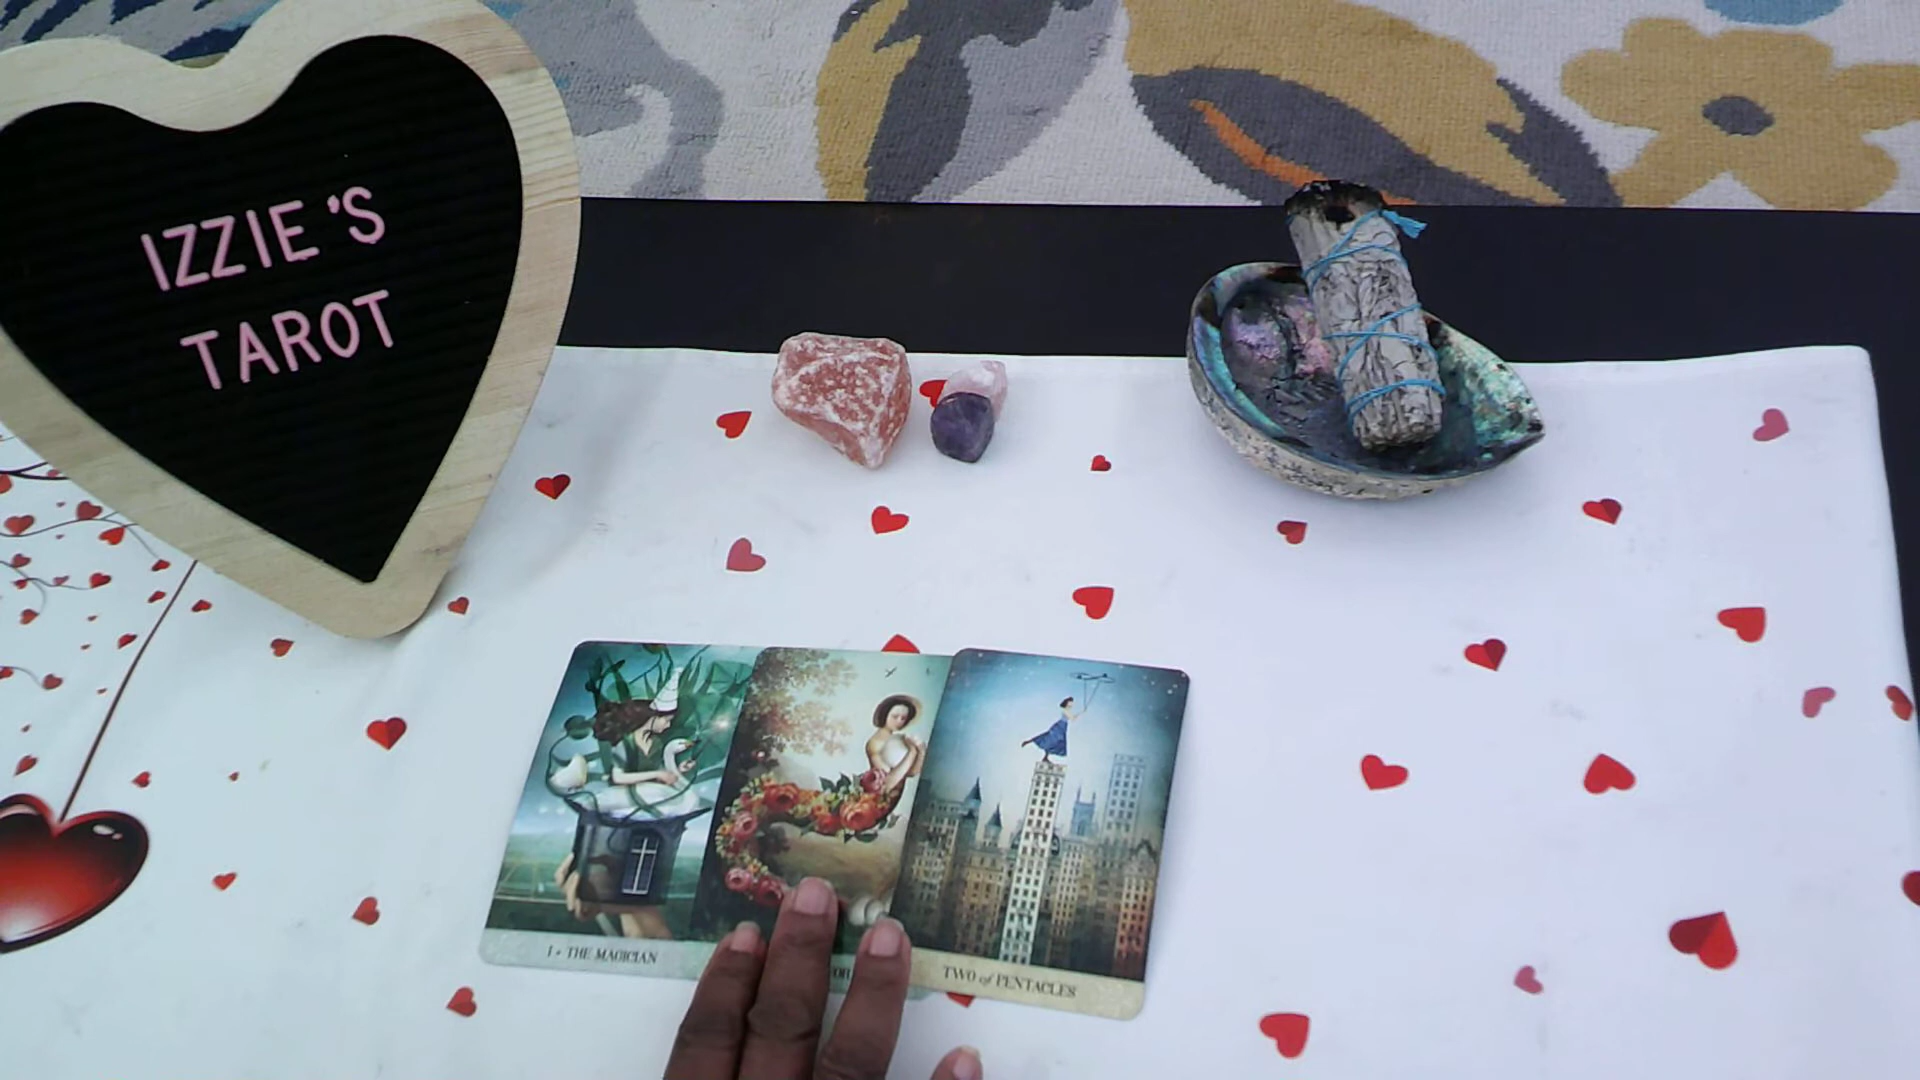 IZZIE'S
TAROT
I • THE MAGICIAN
TWO of PENTACLES